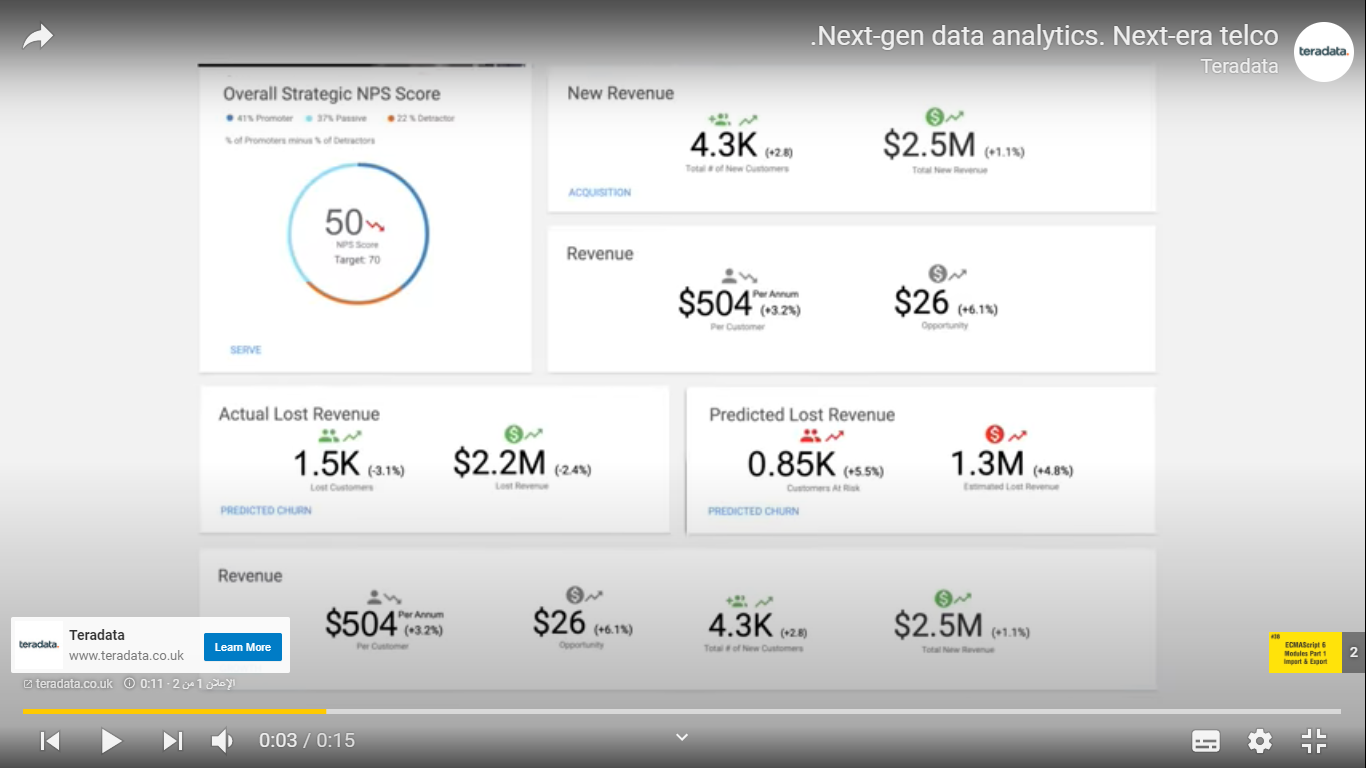 .Next-gen data analytics. Next-era telco
Teradata
teradata.
Overall Strategic NPS Score
41% Promoter 37% Passive 22 % Detractor
% of Promoters minus % of Detractors
50
NPS Score
Target: 70
SERVE
New Revenue
4.3K (+2.8)
Total # of New Customers
$2.5M (+1.1%)
Total New Revenue
ACQUISITION
Revenue
$504 Per Annum (+3.2%)
Per Customer
$26 (+6.1%)
Opportunity
Actual Lost Revenue
1.5K (-3.1%)
Lost Customers
$2.2M (-2.4%)
Lost Revenue
PREDICTED CHURN
Predicted Lost Revenue
0.85K (+5.5%)
Customers At Risk
1.3M (+4.8%)
Estimated Lost Revenue
PREDICTED CHURN
Revenue
$504 Per Annum (+3.2%)
Per Customer
$26 (+6.1%)
Opportunity
4.3K (+2.8)
Total # of New Customers
$2.5M (+1.1%)
Total New Revenue
teradata.
Teradata
www.teradata.co.uk
Learn More
teradata.co.uk
الإعلان 1 من 2 - 0:11
#18
ECMAScript 6
Modules Part 1
Import & Export
2
0:03 / 0:15